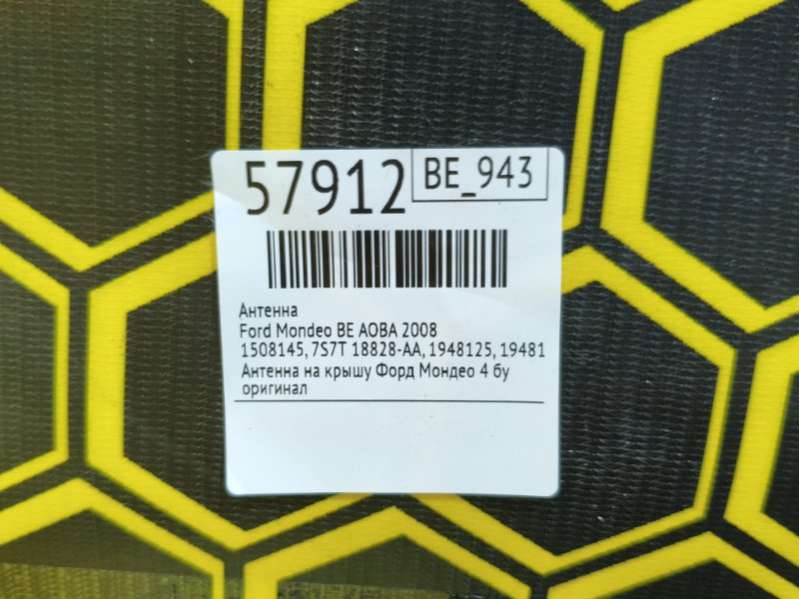 57912
BE_943
Антенна
Ford Mondeo BE AOBA 2008
1508145, 7S7T 18828-AA, 1948125, 19481
Антенна на крышу Форд Мондео 4 бу
оригинал